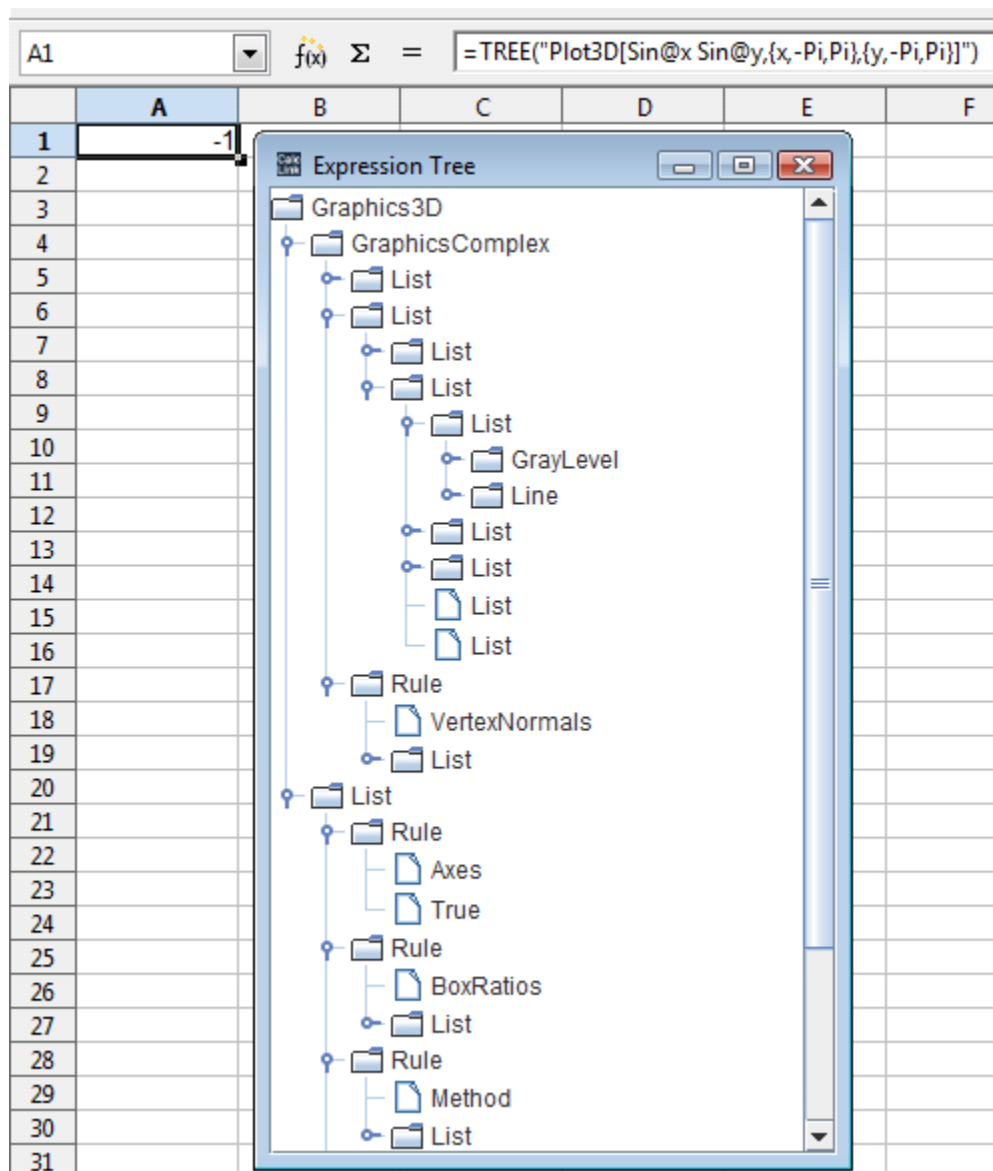 A1 f(x) Σ = =TREE("Plot3D[Sin@x Sin@y,{x,-Pi,Pi},{y,-Pi,Pi}]")
A B C D E F
1 -1
Expression Tree
2
3 Graphics3D
4 GraphicsComplex
5 List
6 List
7 List
8 List
9 List
10 GrayLevel
11 Line
12
13 List
14 List
15 List
16 List
17 Rule
18 VertexNormals
19 List
20 List
21 Rule
22 Axes
23 True
24
25 Rule
26 BoxRatios
27 List
28 Rule
29 Method
30 List
31